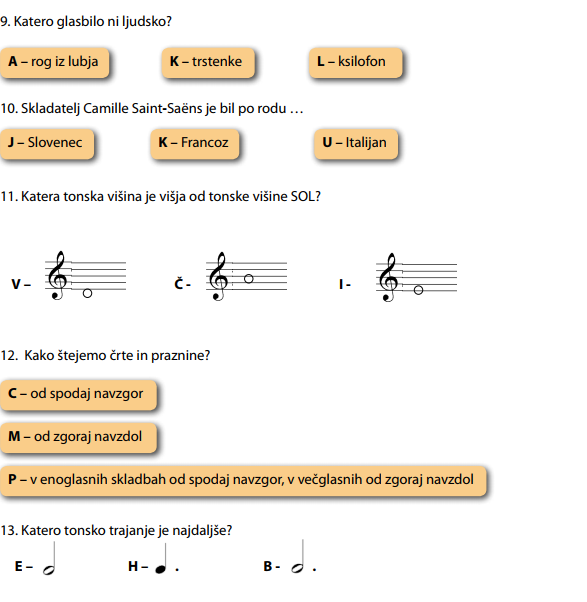 9. Katero glasbilo ni ljudsko?
A – rog iz lubja K – trstenke L – ksilofon
10. Skladatelj Camille Saint-Saëns je bil po rodu …
J – Slovenec K – Francoz U – Italijan
11. Katera tonska višina je višja od tonske višine SOL?
V – Č - I -
12. Kako štejemo črte in praznine?
C – od spodaj navzgor
M – od zgoraj navzdol
P – v enoglasnih skladbah od spodaj navzgor, v večglasnih od zgoraj navzdol
13. Katero tonsko trajanje je najdaljše?
E – H – . B - .